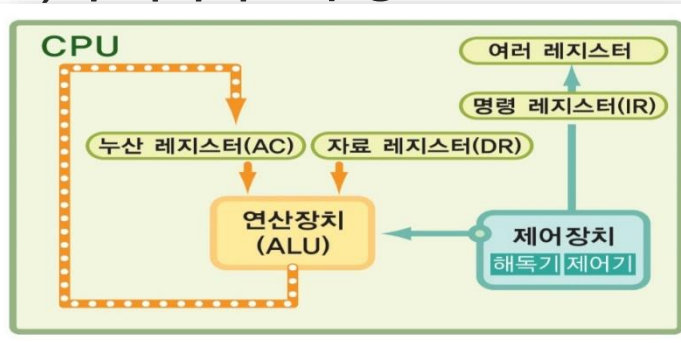 CPU
여러 레지스터
명령 레지스터(IR)
누산 레지스터(AC)
자료 레지스터(DR)
연산장치
(ALU)
제어장치
해독기 제어기